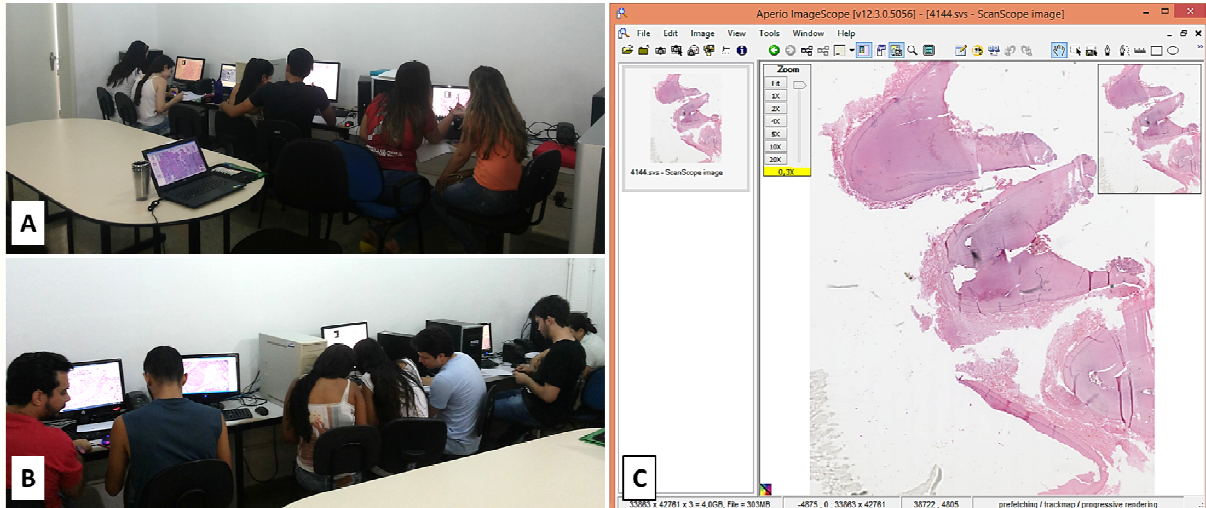 A
B
C
Aperio ImageScope [v12.3.0.5056] - [4144.svs - ScanScope image]
File Edit Image View Tools Window Help
Zoom
Fit
1X
2X
4X
5X
10X
20X
0,3X
4144.svs - ScanScope image
33863 x 42761 x 3 = 4,0GB, File = 303MB
-4875 , 0 , 33863 x 42761
38722 , 4805
prefetching / trackmap / progressive rendering